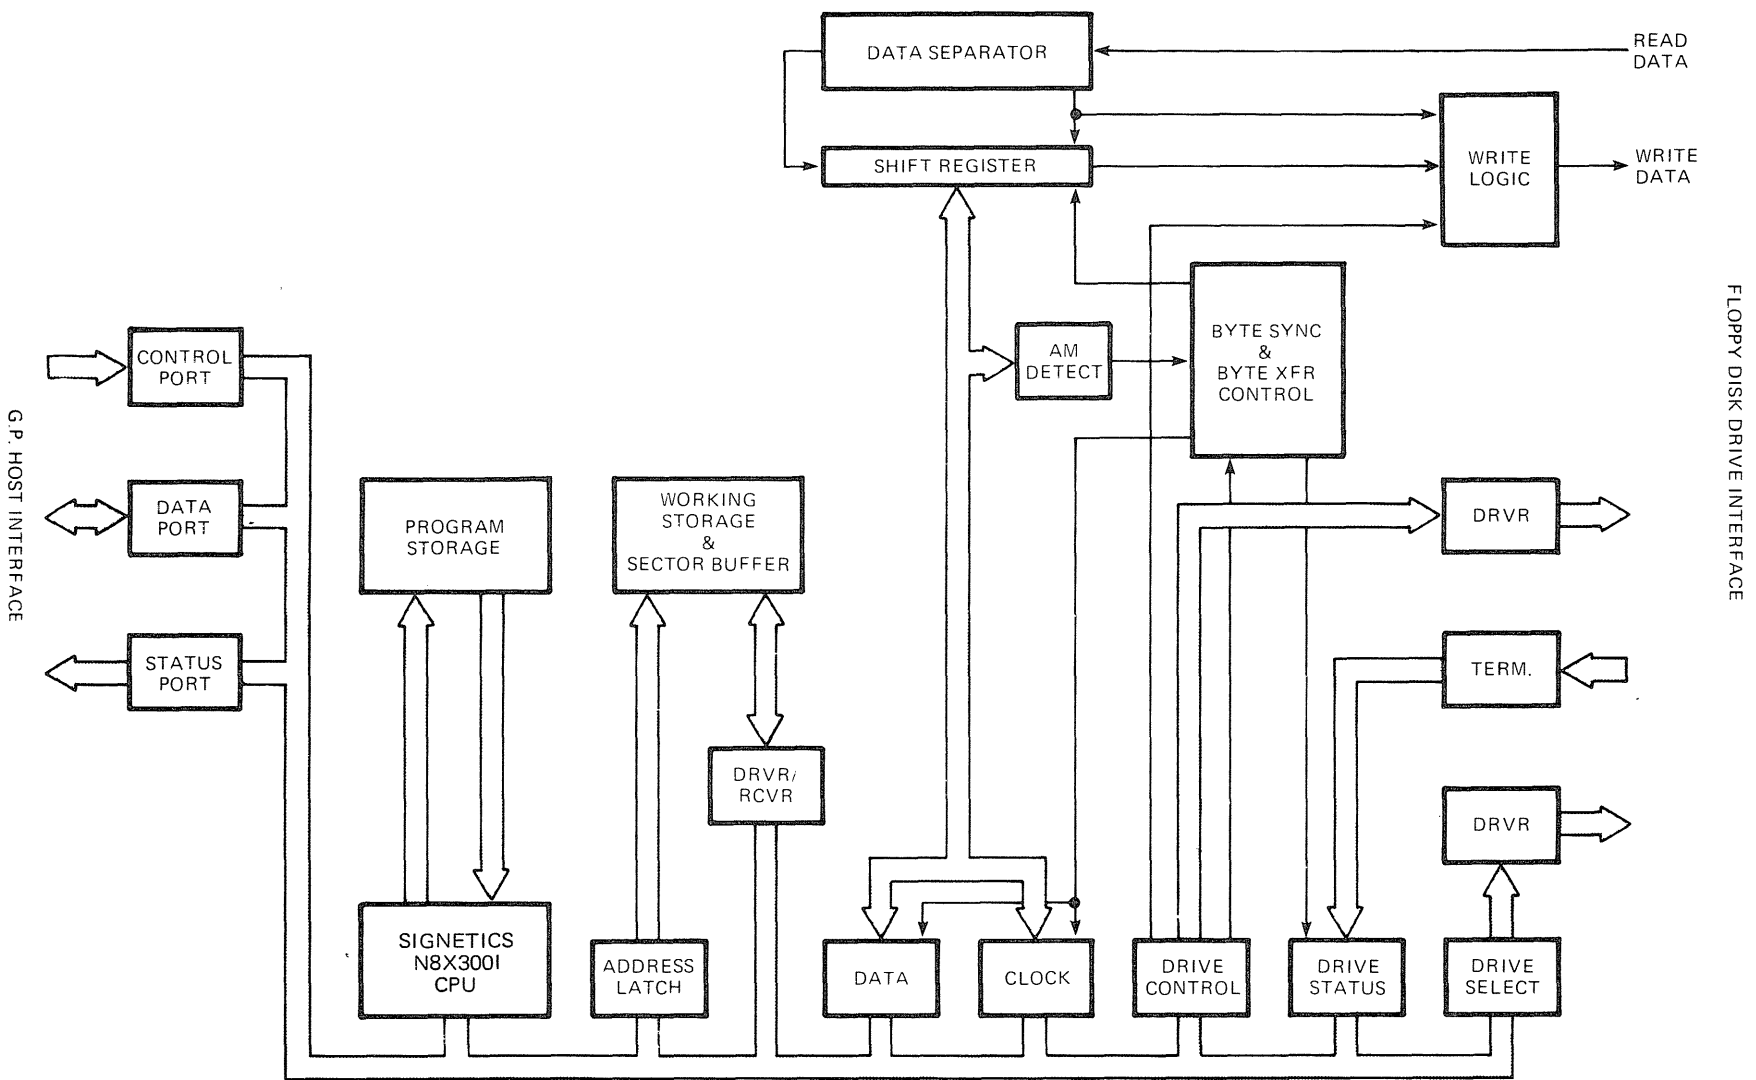 DATA SEPARATOR
READ
DATA
SHIFT REGISTER
WRITE
LOGIC
WRITE
DATA
G.P. HOST INTERFACE
CONTROL
PORT
DATA
PORT
STATUS
PORT
PROGRAM
STORAGE
WORKING
STORAGE
&
SECTOR BUFFER
AM
DETECT
BYTE SYNC
&
BYTE XFR
CONTROL
FLOPPY DISK DRIVE INTERFACE
DRVR
TERM.
DRVR/
RCVR
DRVR
SIGNETICS
N8X300I
CPU
ADDRESS
LATCH
DATA
CLOCK
DRIVE
CONTROL
DRIVE
STATUS
DRIVE
SELECT